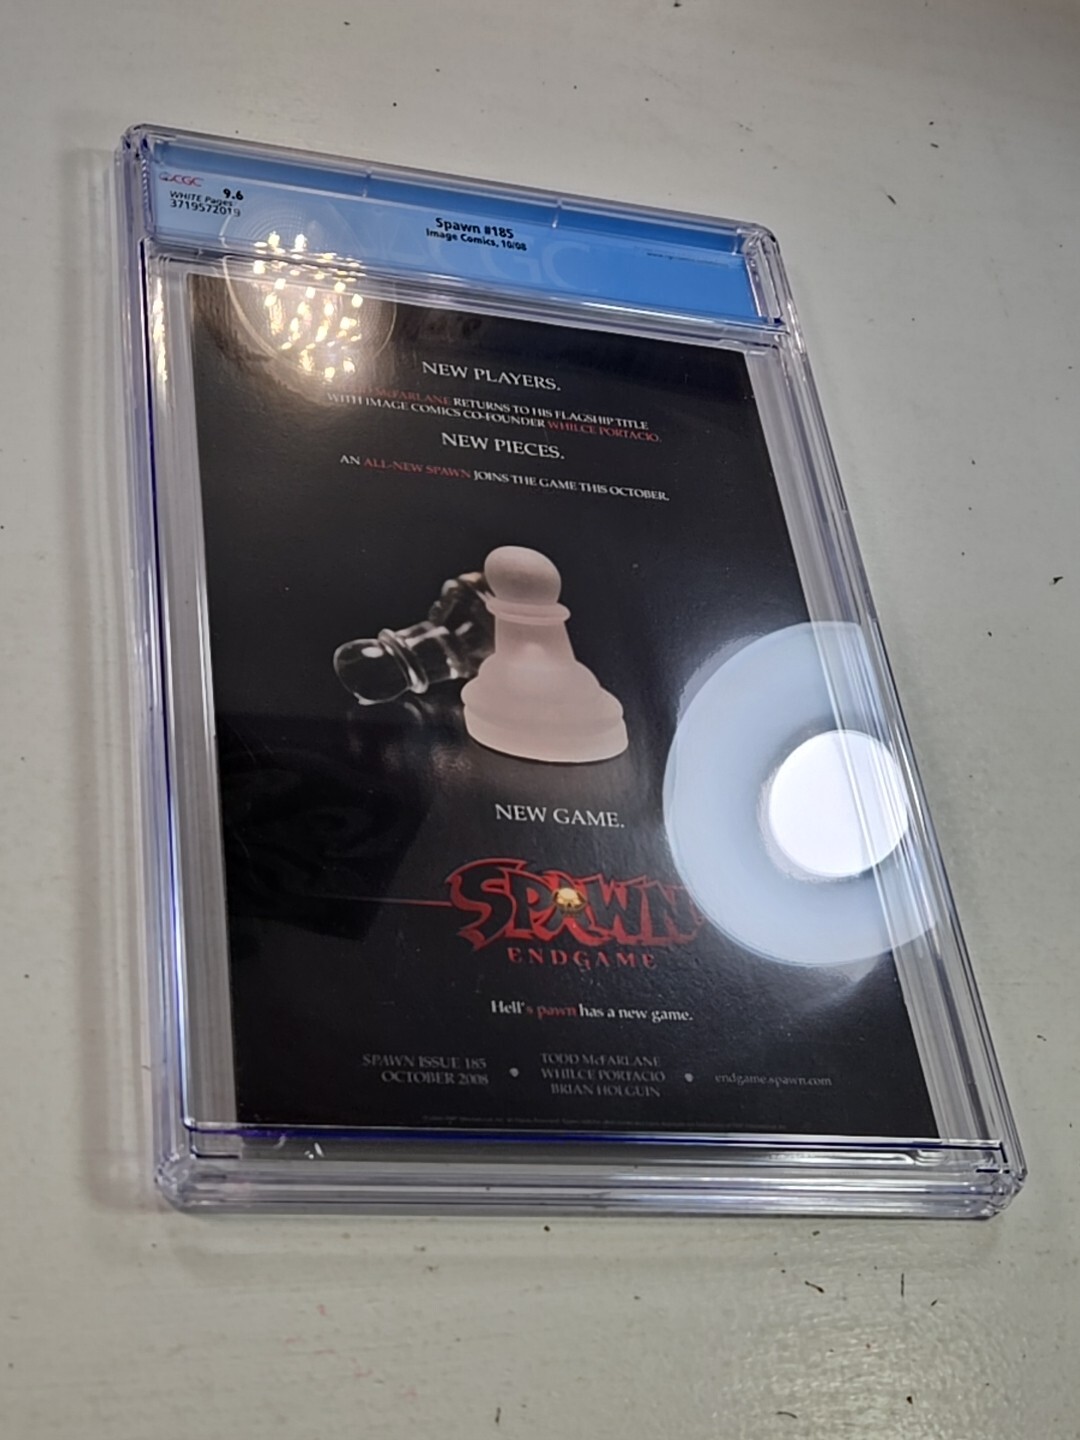 CGC
9.6
WHITE Pages
3719572019
Spawn #185
Image Comics, 10/08
CGC
NEW PLAYERS.
McFARLANE RETURNS TO HIS FLAGSHIP TITLE
WITH IMAGE COMICS CO-FOUNDER WHILCE PORTACIO.
NEW PIECES.
AN ALL-NEW SPAWN JOINS THE GAME THIS OCTOBER.
NEW GAME.
SPAWN
ENDGAME
Hell's pawn has a new game.
SPAWN ISSUE 185
OCTOBER 2008
TODD McFARLANE
WHILCE PORTACIO
BRIAN HOLGUIN
endgame.spawn.com